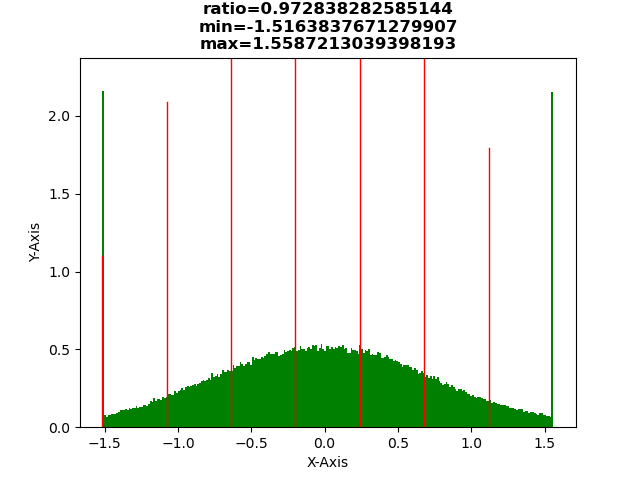 ratio=0.972838282585144
min=-1.5163837671279907
max=1.5587213039398193
2.0
1.5
1.0
0.5
0.0
Y-Axis
−1.5 −1.0 −0.5 0.0 0.5 1.0 1.5
X-Axis